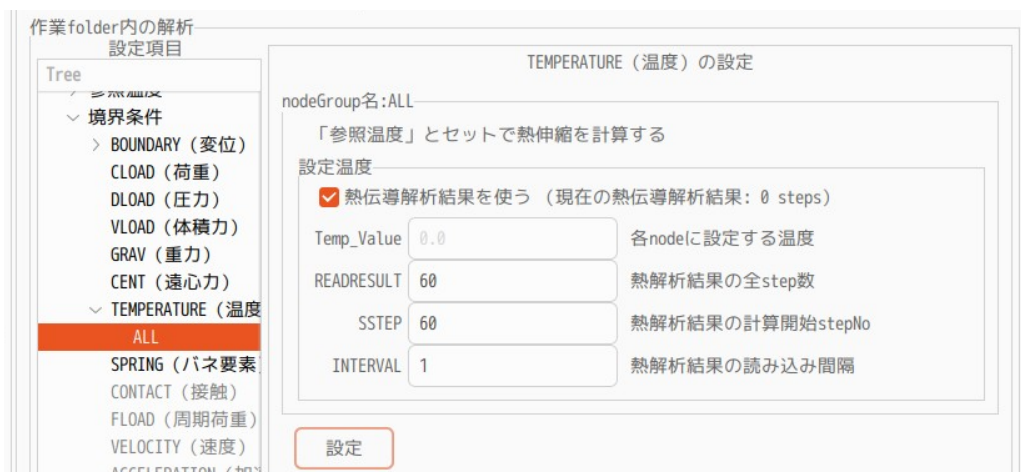 作業folder内の解析
設定項目
Tree
参照温度
境界条件
BOUNDARY (変位)
CLOAD (荷重)
DLOAD (圧力)
VLOAD (体積力)
GRAV (重力)
CENT (遠心力)
TEMPERATURE (温度
ALL
SPRING (バネ要素
CONTACT (接触)
FLOAD (周期荷重)
VELOCITY (速度)
TEMPERATURE (温度) の設定
nodeGroup名:ALL
「参照温度」とセットで熱伸縮を計算する
設定温度
熱伝導解析結果を使う (現在の熱伝導解析結果: 0 steps)
Temp_Value 0.0 各nodeに設定する温度
READRESULT 60 熱解析結果の全step数
SSTEP 60 熱解析結果の計算開始stepNo
INTERVAL 1 熱解析結果の読み込み間隔
設定